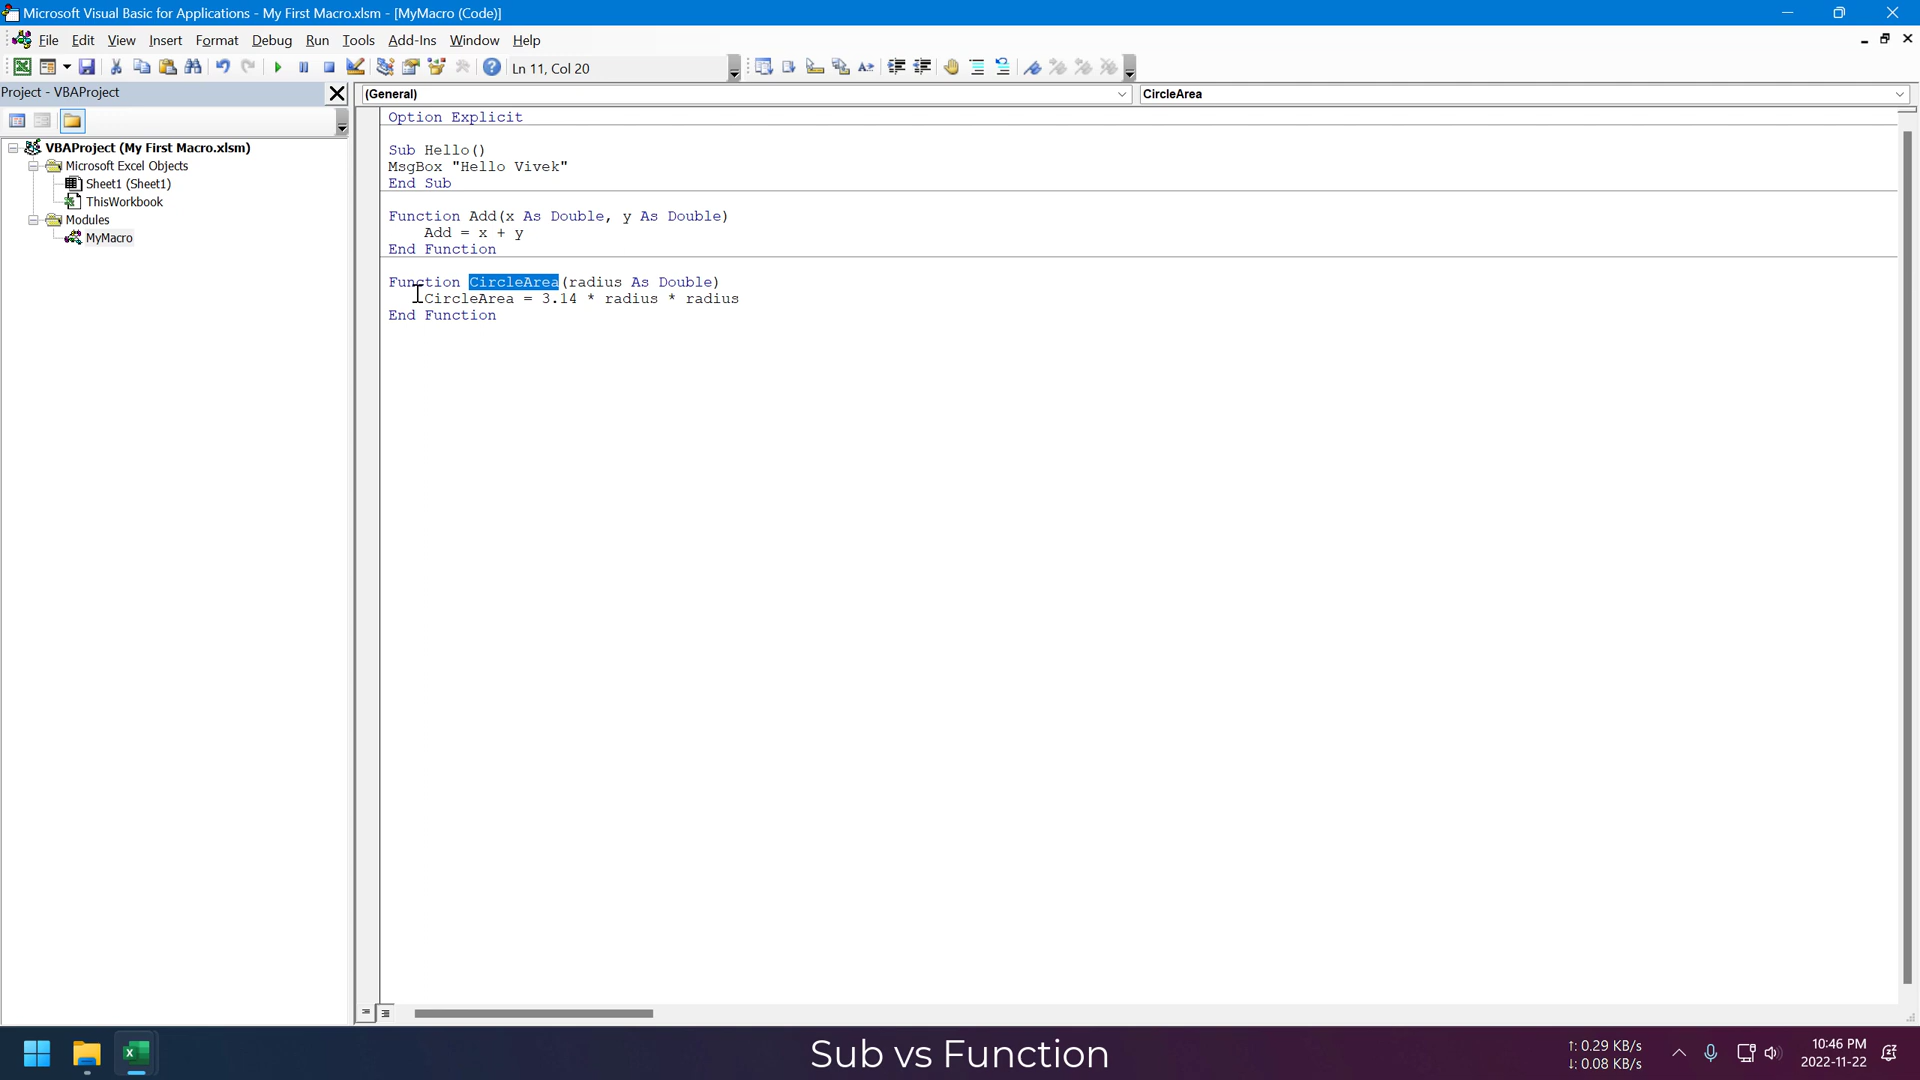 Microsoft Visual Basic for Applications - My First Macro.xlsm - [MyMacro (Code)]
File Edit View Insert Format Debug Run Tools Add-Ins Window Help
Ln 11, Col 20
Project - VBAProject
(General)
CircleArea
VBAProject (My First Macro.xlsm)
Microsoft Excel Objects
Sheet1 (Sheet1)
ThisWorkbook
Modules
MyMacro
Option Explicit
Sub Hello()
MsgBox "Hello Vivek"
End Sub
Function Add(x As Double, y As Double)
Add = x + y
End Function
Function CircleArea(radius As Double)
CircleArea = 3.14 * radius * radius
End Function
Sub vs Function
↑: 0.29 KB/s
↓: 0.08 KB/s
10:46 PM
2022-11-22